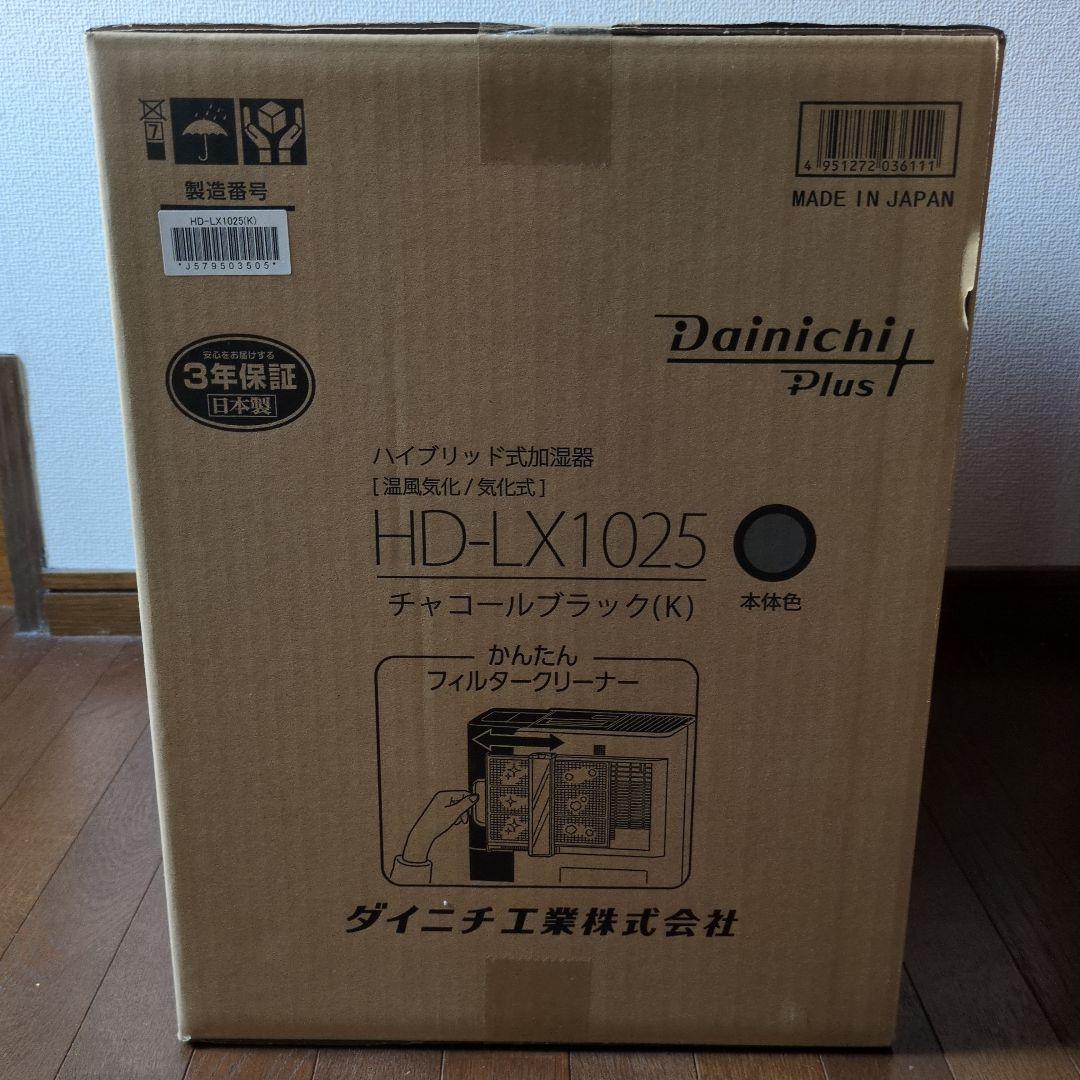 7
製造番号
HD-LX1025(K)
*J579503505*
4 951272 036111
MADE IN JAPAN
安心をお届けする
3年保証
日本製
Dainichi
Plus
ハイブリッド式加湿器
[温風気化/気化式]
HD-LX1025
チャコールブラック(K)
本体色
かんたん
フィルタークリーナー
ダイニチ工業株式会社